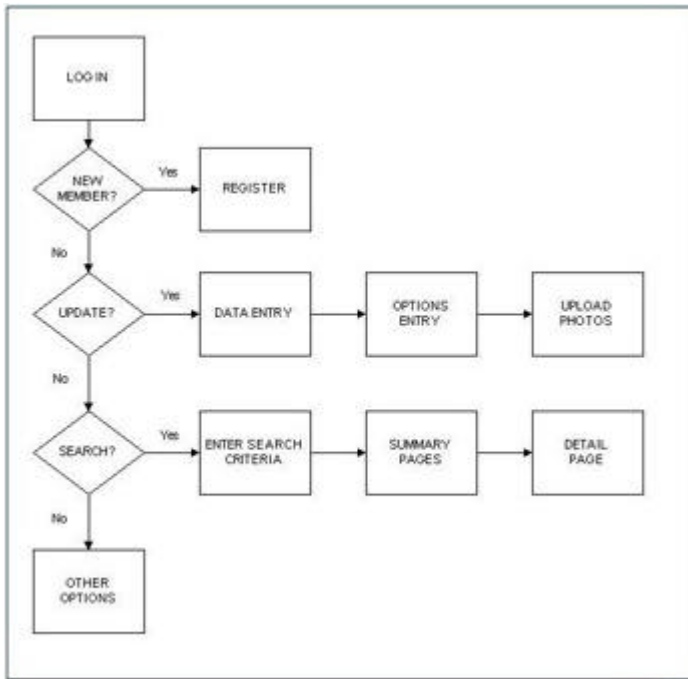 LOG IN
NEW
MEMBER?
Yes
REGISTER
No
UPDATE?
Yes
DATA ENTRY
OPTIONS
ENTRY
UPLOAD
PHOTOS
No
SEARCH?
Yes
ENTER SEARCH
CRITERIA
SUMMARY
PAGES
DETAIL
PAGE
No
OTHER
OPTIONS